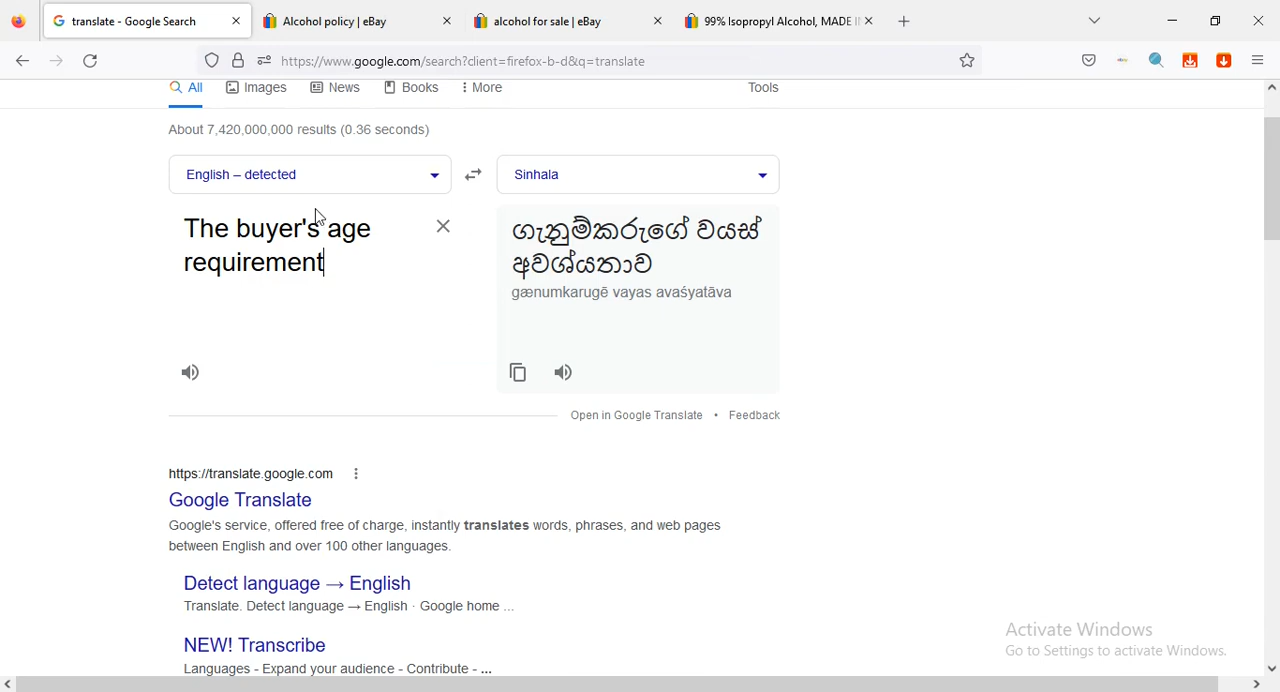 translate - Google Search
Alcohol policy | eBay
alcohol for sale | eBay
99% Isopropyl Alcohol, MADE
https://www.google.com/search?client=firefox-b-d&q=translate
All
Images
News
Books
More
Tools
About 7,420,000,000 results (0.36 seconds)
English – detected
Sinhala
The buyer's age
requirement
ගැනුම්කරුගේ වයස්
අවශ්යතාව
gænumkarugē vayas avaśyatāva
Open in Google Translate • Feedback
https://translate.google.com
Google Translate
Google's service, offered free of charge, instantly translates words, phrases, and web pages
between English and over 100 other languages.
Detect language → English
Translate. Detect language → English · Google home ...
NEW! Transcribe
Languages - Expand your audience - Contribute - ...
Activate Windows
Go to Settings to activate Windows.